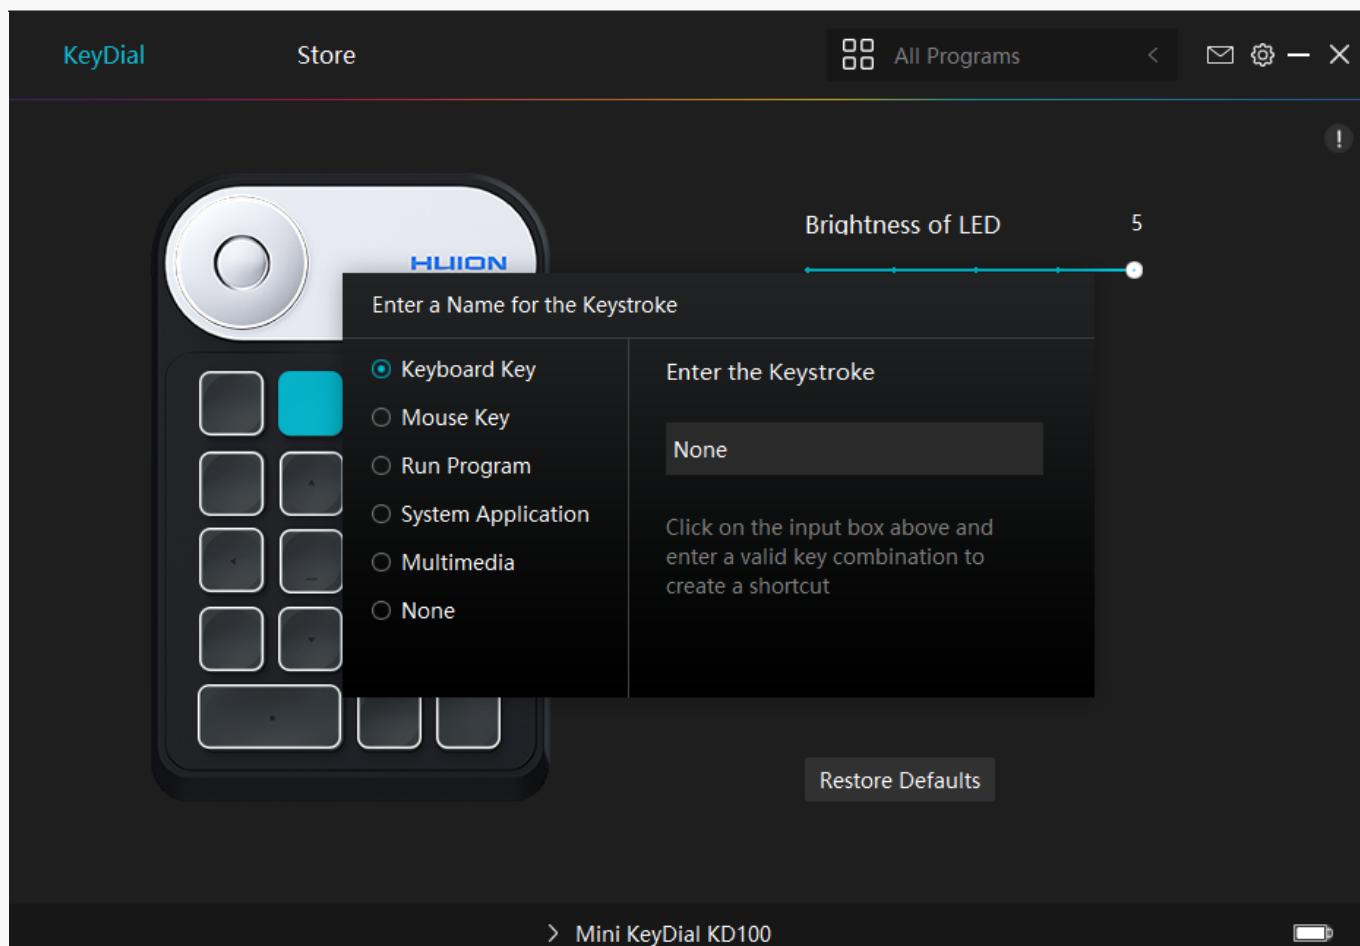 KeyDial
Store
All Programs
HUION
Brightness of LED
5
Enter a Name for the Keystroke
Keyboard Key
Mouse Key
Run Program
System Application
Multimedia
None
Enter the Keystroke
None
Click on the input box above and
enter a valid key combination to
create a shortcut
Restore Defaults
Mini KeyDial KD100